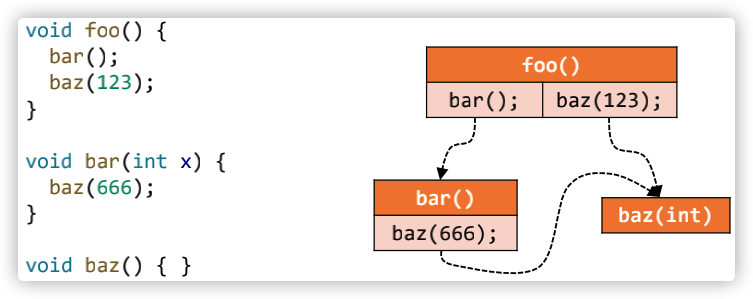 void foo() {
bar();
baz(123);
}
void bar(int x) {
baz(666);
}
void baz() { }
foo()
bar();
baz(123);
bar()
baz(666);
baz(int)